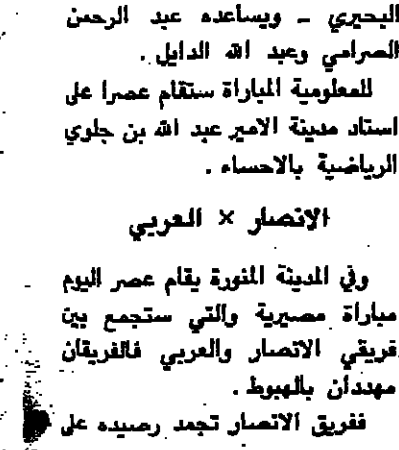 البحيري - ويساعده عبد الرحمن
الصرامي وعبد الله الدايل .
للمعلومية المباراة ستقام عصرا على
استاد مدينة الامير عبد الله بن جلوي
الرياضية بالاحساء .
الانصار × العربي
وفي المدينة المنورة يقام عصر اليوم
مباراة مصيرية والتي ستجمع بين
فريقي الانصار والعربي فالفريقان
مهددان بالهبوط .
ففريق الانصار تجمد رصيده على